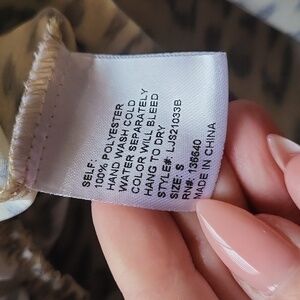 SELF:
100% POLYESTER
HAND WASH COLD
WATER SEPARATELY
COLOR WILL BLEED
HANG TO DRY
STYLE#: LJS21033B
SIZE: S
RN#: 136640
MADE IN CHINA